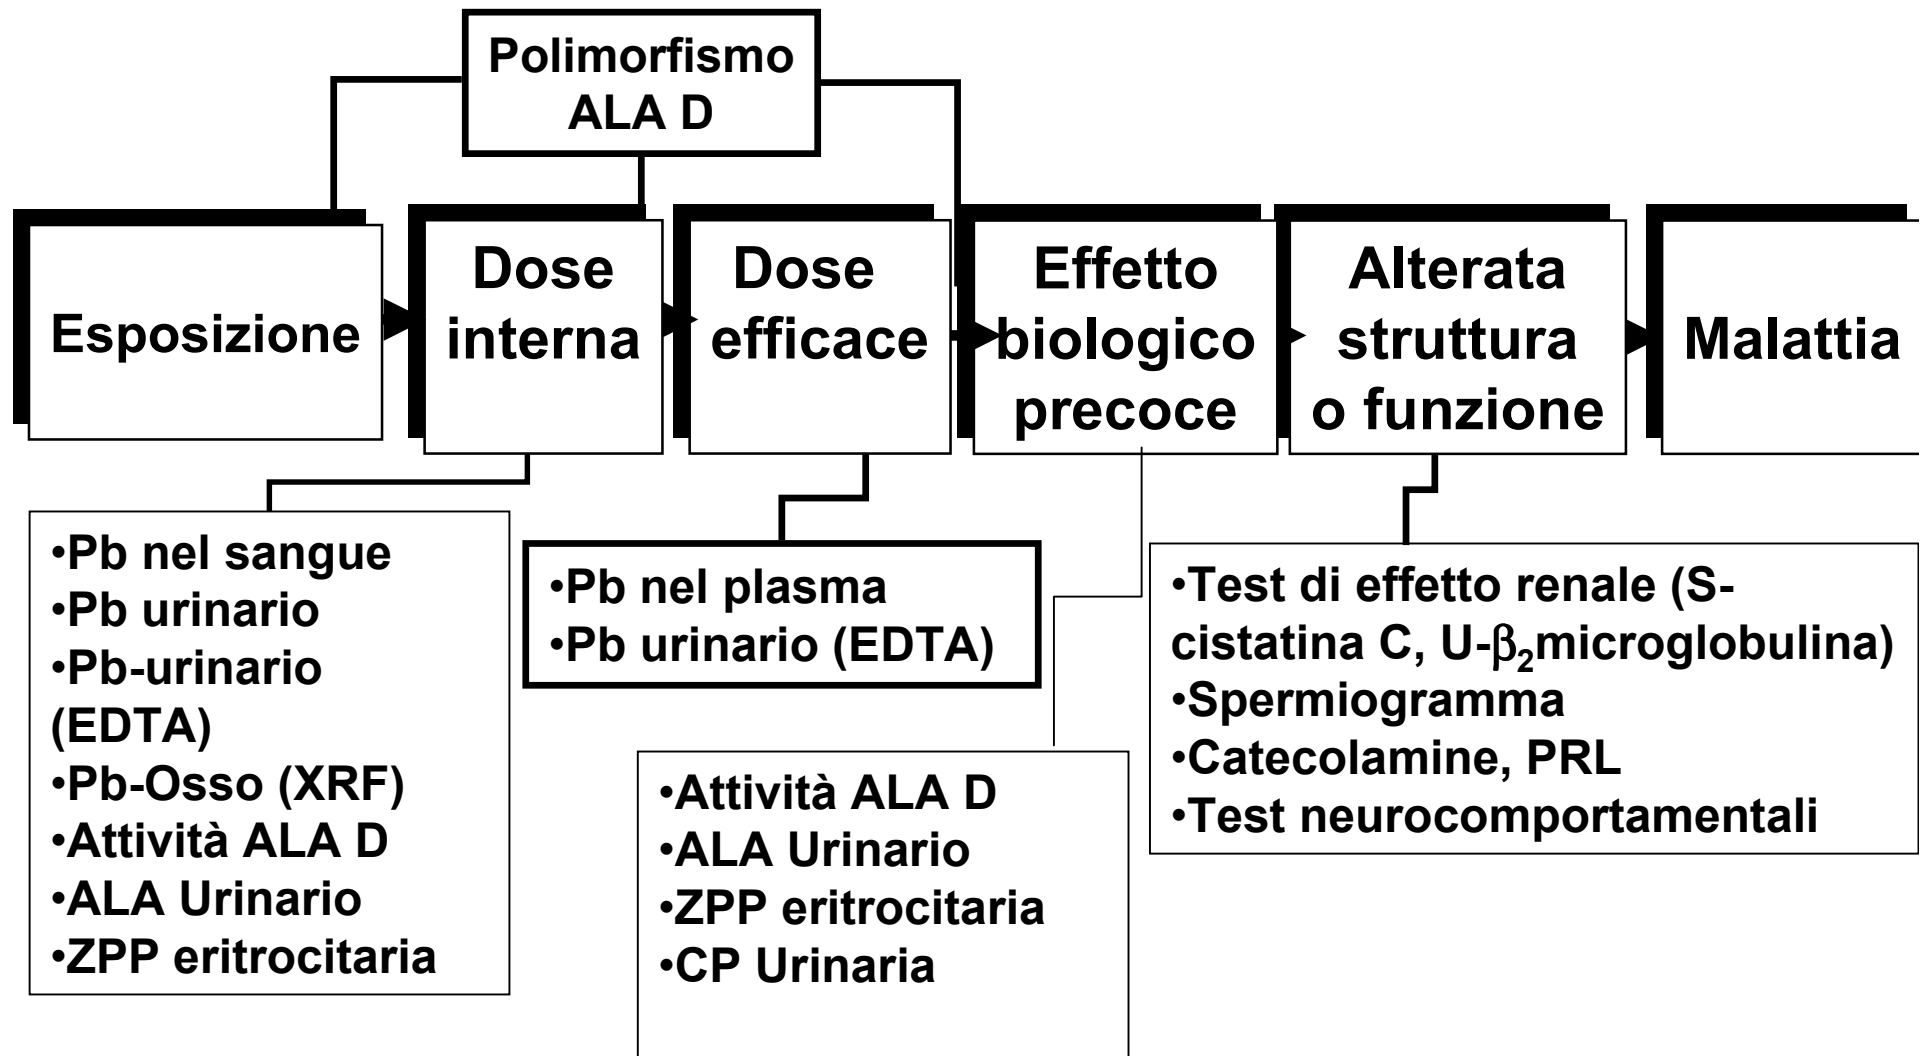 Polimorfismo
ALA D
Esposizione
Dose
interna
Dose
efficace
Effetto
biologico
precoce
Alterata
struttura
o funzione
Malattia
•Pb nel sangue
•Pb urinario
•Pb-urinario
(EDTA)
•Pb-Osso (XRF)
•Attività ALA D
•ALA Urinario
•ZPP eritrocitaria
•Pb nel plasma
•Pb urinario (EDTA)
•Attività ALA D
•ALA Urinario
•ZPP eritrocitaria
•CP Urinaria
•Test di effetto renale (S-
cistatina C, U-β₂microglobulina)
•Spermiogramma
•Catecolamine, PRL
•Test neurocomportamentali